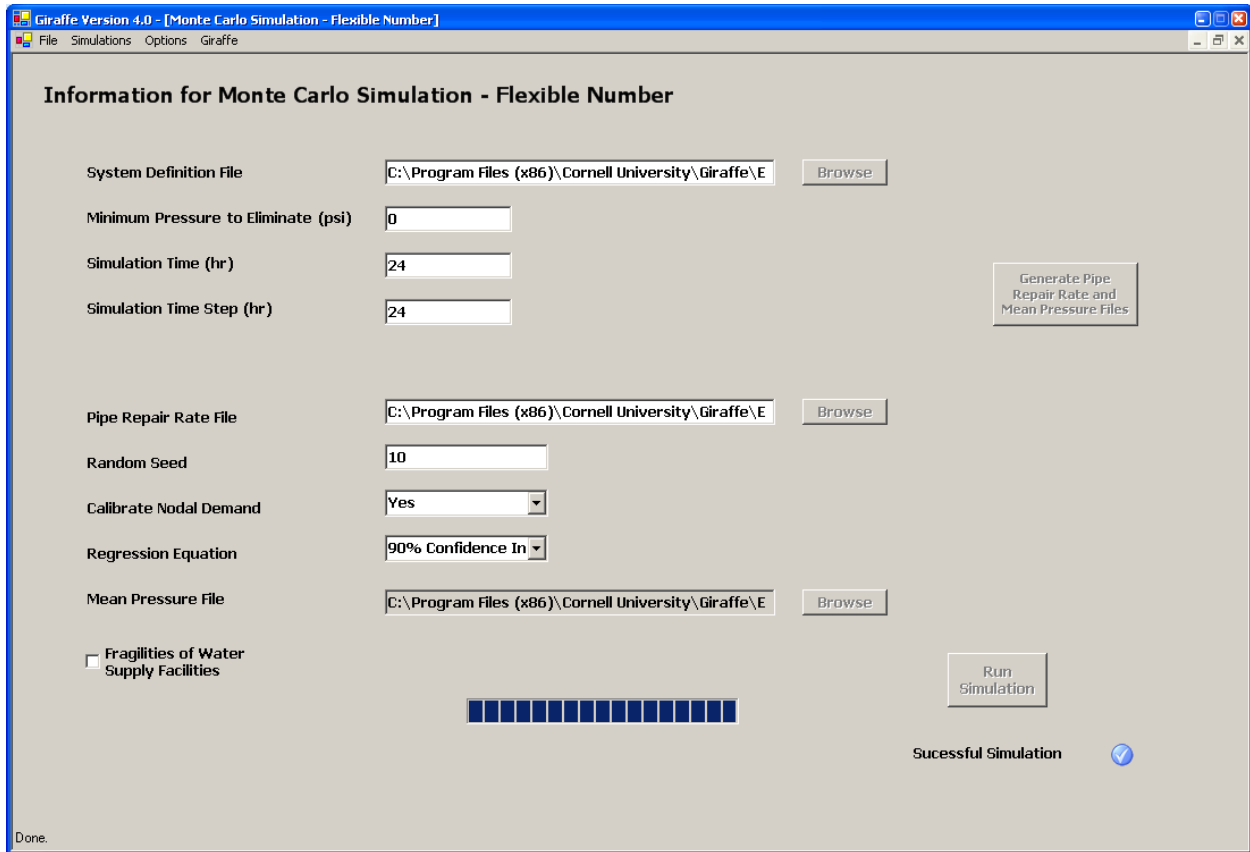 Giraffe Version 4.0 - [Monte Carlo Simulation - Flexible Number]
File Simulations Options Giraffe
Information for Monte Carlo Simulation - Flexible Number
System Definition File C:\Program Files (x86)\Cornell University\Giraffe\E Browse
Minimum Pressure to Eliminate (psi) 0
Simulation Time (hr) 24
Simulation Time Step (hr) 24
Generate Pipe
Repair Rate and
Mean Pressure Files
Pipe Repair Rate File C:\Program Files (x86)\Cornell University\Giraffe\E Browse
Random Seed 10
Calibrate Nodal Demand Yes
Regression Equation 90% Confidence In
Mean Pressure File C:\Program Files (x86)\Cornell University\Giraffe\E Browse
Fragilities of Water
Supply Facilities
Run
Simulation
Sucessful Simulation
Done.